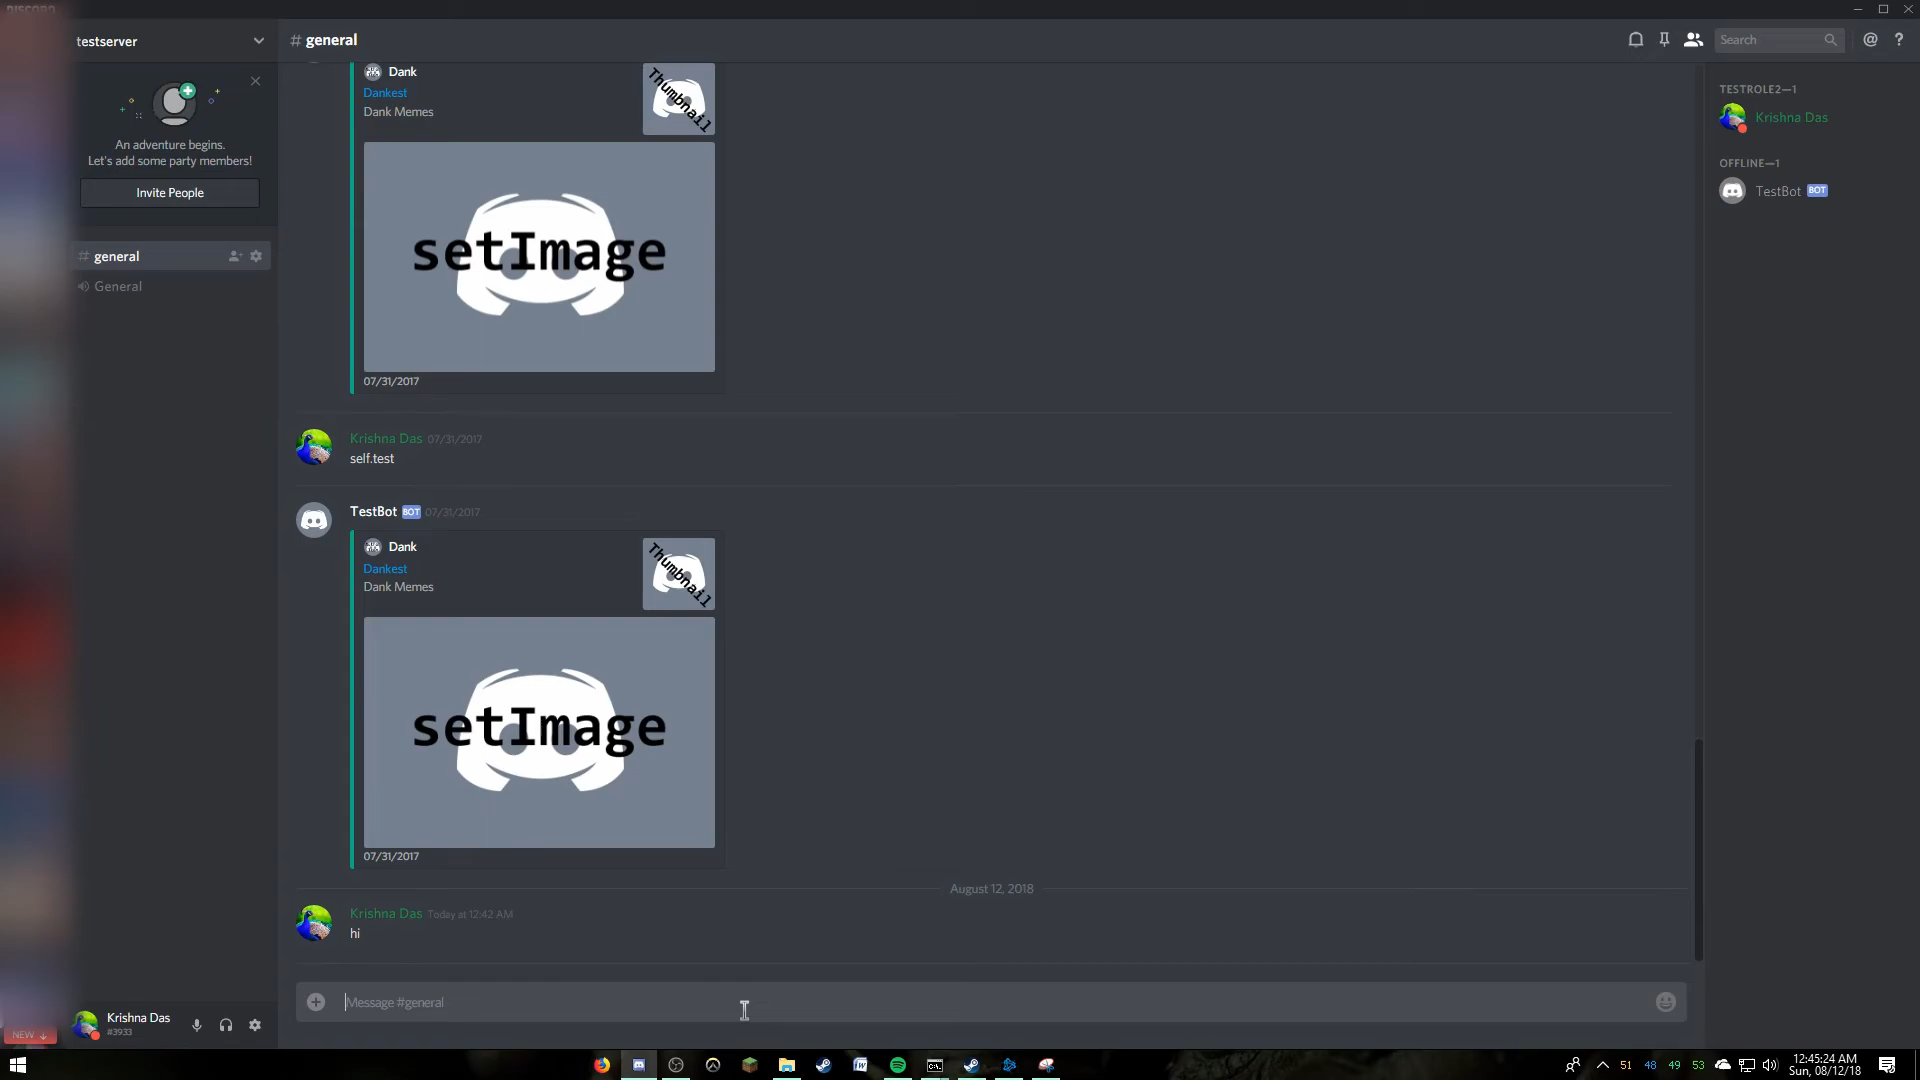 DISCORD
testserver
# general
Search
@ ?
An adventure begins.
Let's add some party members!
Invite People
# general
General
Dank
Dankest
Dank Memes
Thumbnail
setImage
07/31/2017
Krishna Das 07/31/2017
self.test
TestBot BOT 07/31/2017
Dank
Dankest
Dank Memes
Thumbnail
setImage
07/31/2017
August 12, 2018
Krishna Das Today at 12:42 AM
hi
Message #general
TESTROLE2—1
Krishna Das
OFFLINE—1
TestBot BOT
NEW
Krishna Das
#3933
51 48 49 53
12:45:24 AM
Sun, 08/12/18